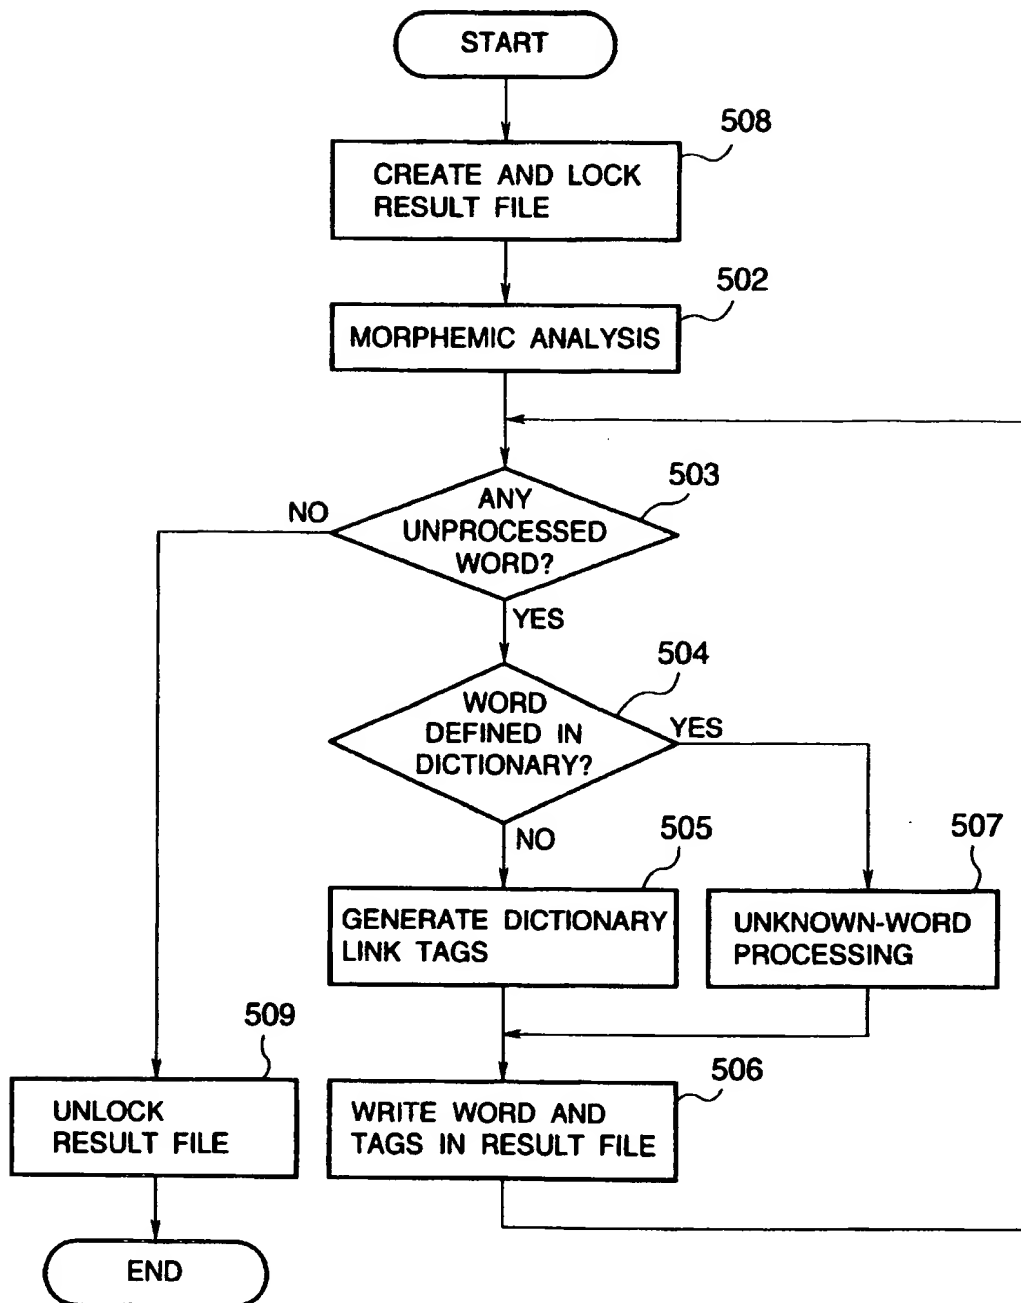 START
508
CREATE AND LOCK
RESULT FILE
502
MORPHEMIC ANALYSIS
503
NO
ANY
UNPROCESSED
WORD?
YES
504
WORD
DEFINED IN
DICTIONARY?
YES
NO
505
507
GENERATE DICTIONARY
LINK TAGS
UNKNOWN-WORD
PROCESSING
509
506
UNLOCK
RESULT FILE
WRITE WORD AND
TAGS IN RESULT FILE
END